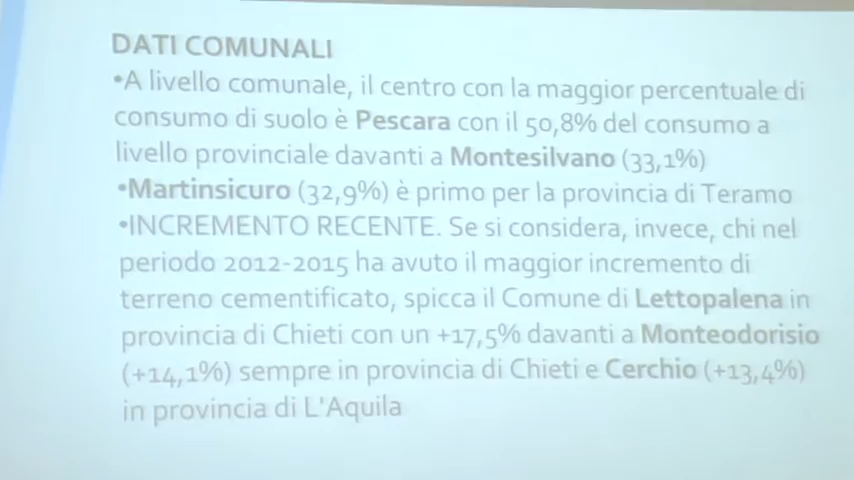 DATI COMUNALI
•A livello comunale, il centro con la maggior percentuale di
consumo di suolo è Pescara con il 50,8% del consumo a
livello provinciale davanti a Montesilvano (33,1%)
•Martinsicuro (32,9%) è primo per la provincia di Teramo
•INCREMENTO RECENTE. Se si considera, invece, chi nel
periodo 2012-2015 ha avuto il maggior incremento di
terreno cementificato, spicca il Comune di Lettopalena in
provincia di Chieti con un +17,5% davanti a Monteodorisio
(+14,1%) sempre in provincia di Chieti e Cerchio (+13,4%)
in provincia di L'Aquila